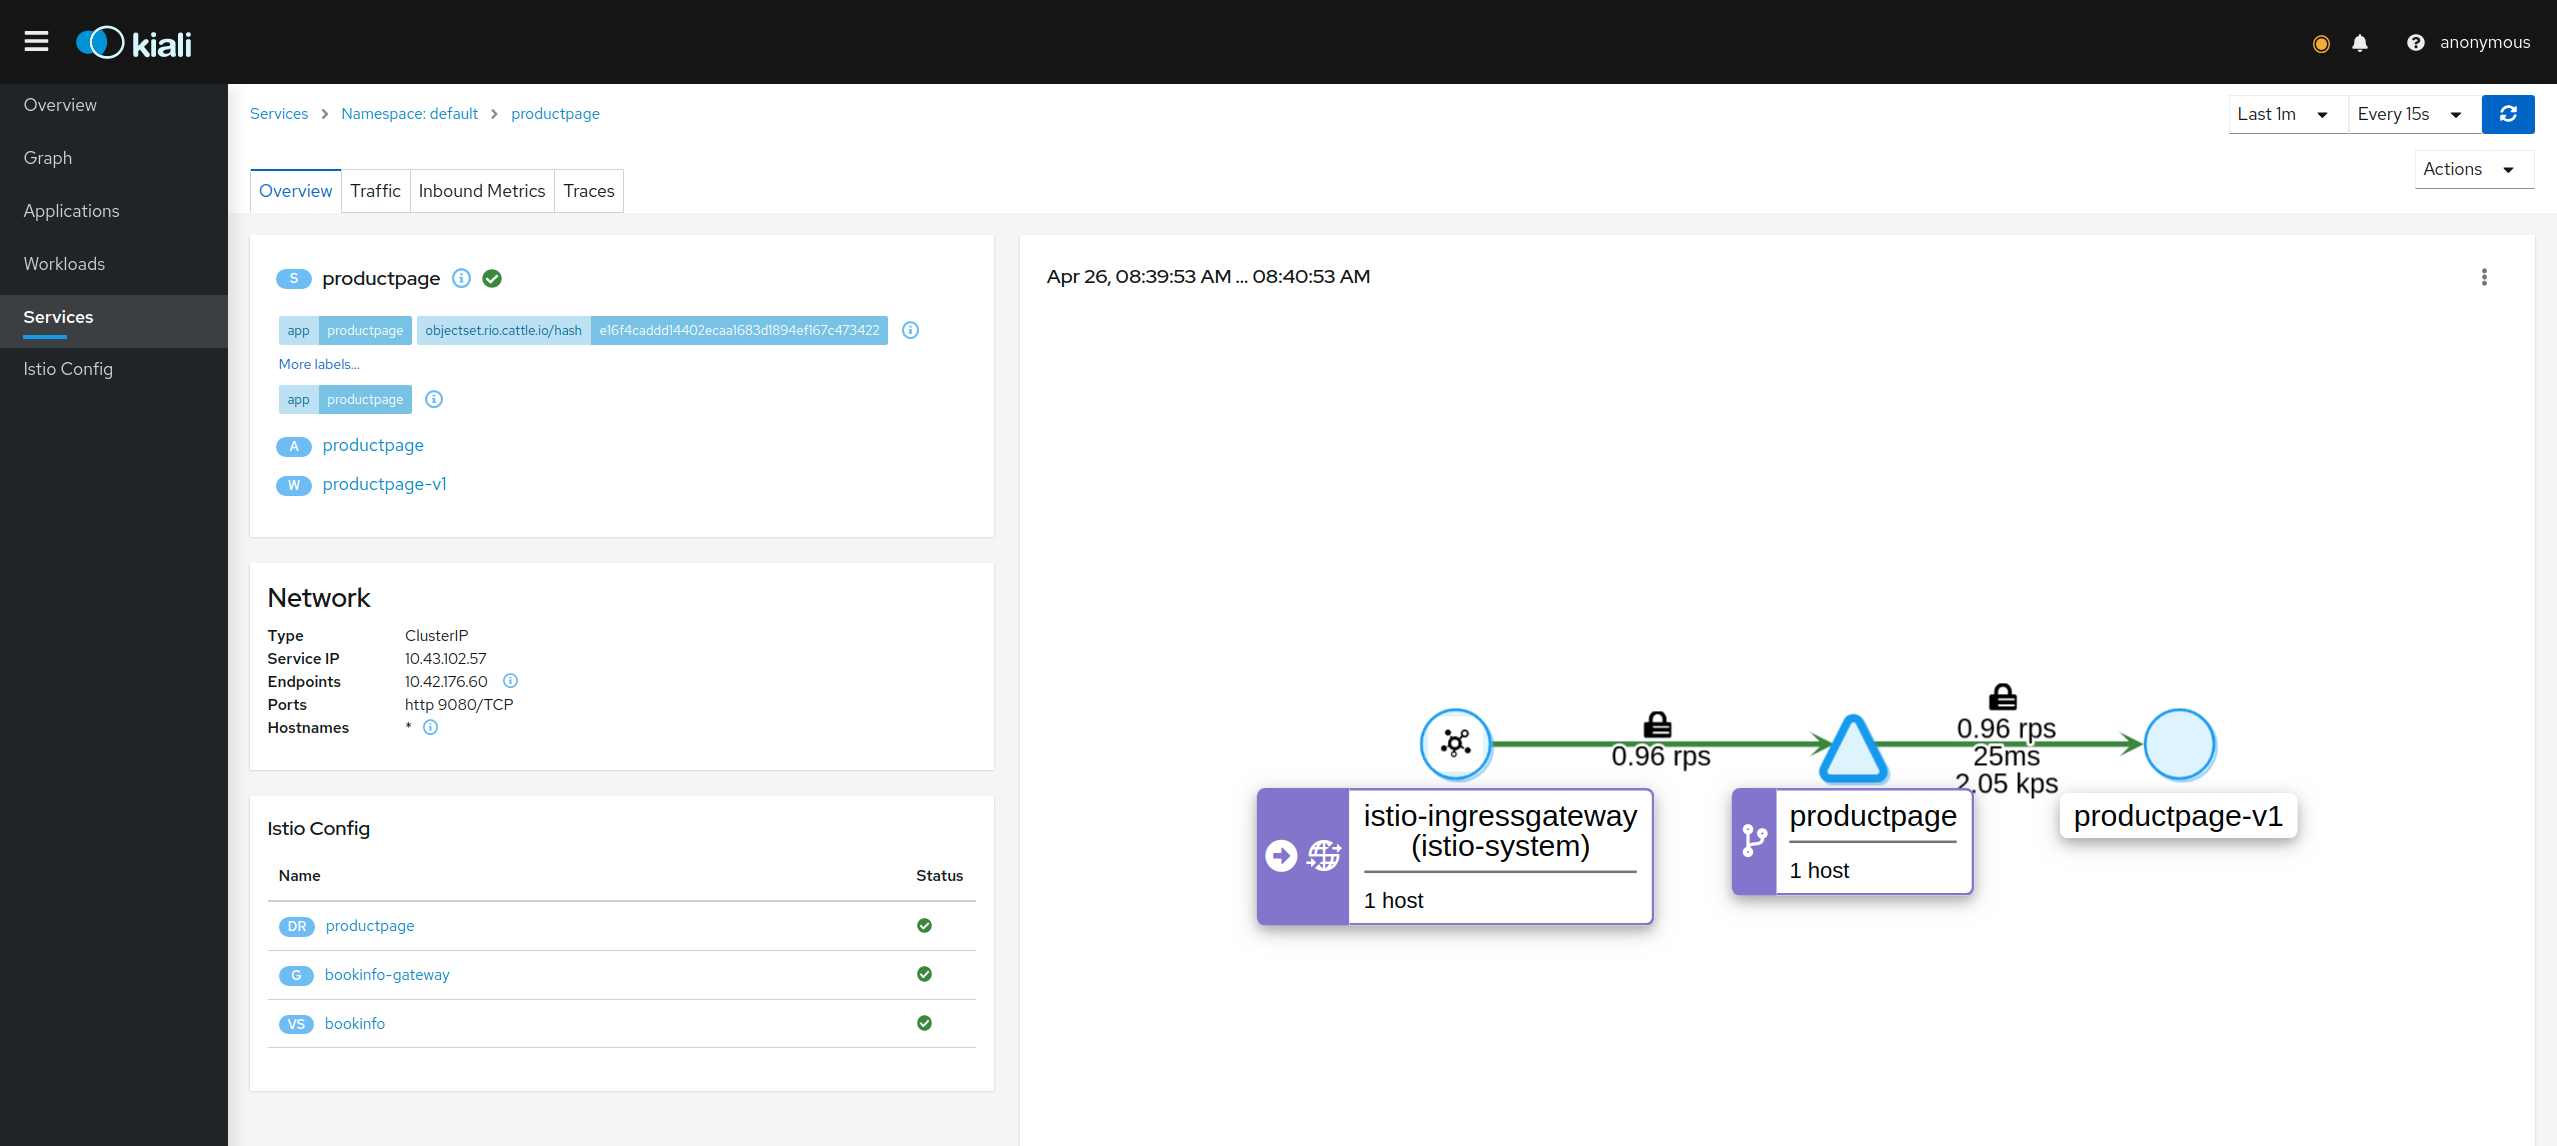 kiali
anonymous
Overview
Graph
Applications
Workloads
Services
Istio Config
Services > Namespace: default > productpage
Last 1m
Every 15s
Actions
Overview
Traffic
Inbound Metrics
Traces
S productpage
app productpage objectset.rio.cattle.io/hash e16f4caddd14402ecaa1683d1894ef167c473422
More labels...
app productpage
A productpage
W productpage-v1
Network
Type ClusterIP
Service IP 10.43.102.57
Endpoints 10.42.176.60
Ports http 9080/TCP
Hostnames *
Istio Config
Name Status
DR productpage
G bookinfo-gateway
VS bookinfo
Apr 26, 08:39:53 AM ... 08:40:53 AM
0.96 rps
0.96 rps
25ms
2.05 kps
istio-ingressgateway
(istio-system)
1 host
productpage
1 host
productpage-v1